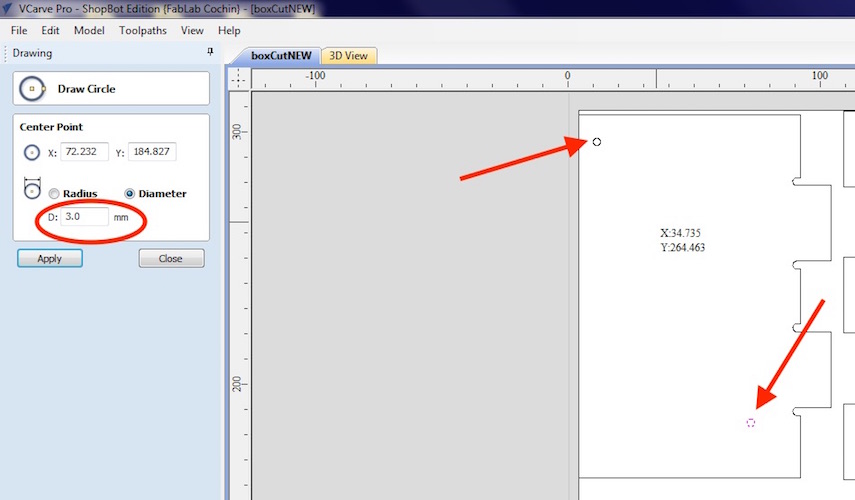 VCarve Pro - ShopBot Edition {FabLab Cochin} - [boxCutNEW]
File Edit Model Toolpaths View Help
Drawing
boxCutNEW 3D View
-100 0 100
Draw Circle
Center Point
X: 72.232 Y: 184.827
Radius Diameter
D: 3.0 mm
Apply Close
300
X:34.735
Y:264.463
200